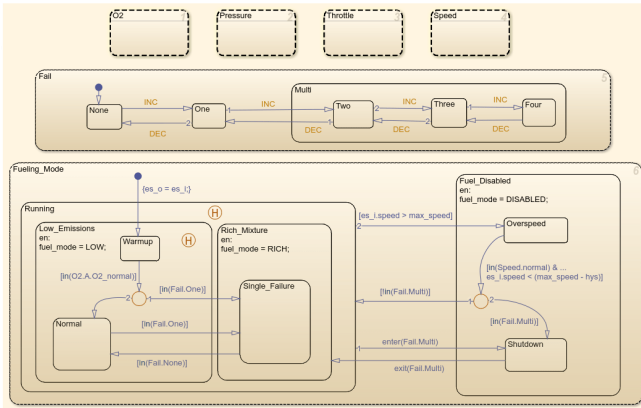 O2
1
Pressure
2
Throttle
3
Speed
4
Fail
5
Multi
None
INC
DEC
2
One
1
INC
DEC
1
Two
2
INC
DEC
2
Three
1
INC
DEC
Four
Fueling_Mode
6
{es_o = es_i;}
Running
H
Low_Emissions
en:
fuel_mode = LOW;
H
Warmup
[in(O2.A.O2_normal)]
2
1
[in(Fail.One)]
Normal
[in(Fail.One)]
[in(Fail.None)]
Rich_Mixture
en:
fuel_mode = RICH;
Single_Failure
2
[es_i.speed > max_speed]
[!in(Fail.Multi)]
1
enter(Fail.Multi)
exit(Fail.Multi)
Fuel_Disabled
en:
fuel_mode = DISABLED;
Overspeed
[in(Speed.normal) & ...
es_i.speed < (max_speed - hys)]
1
2
[in(Fail.Multi)]
Shutdown